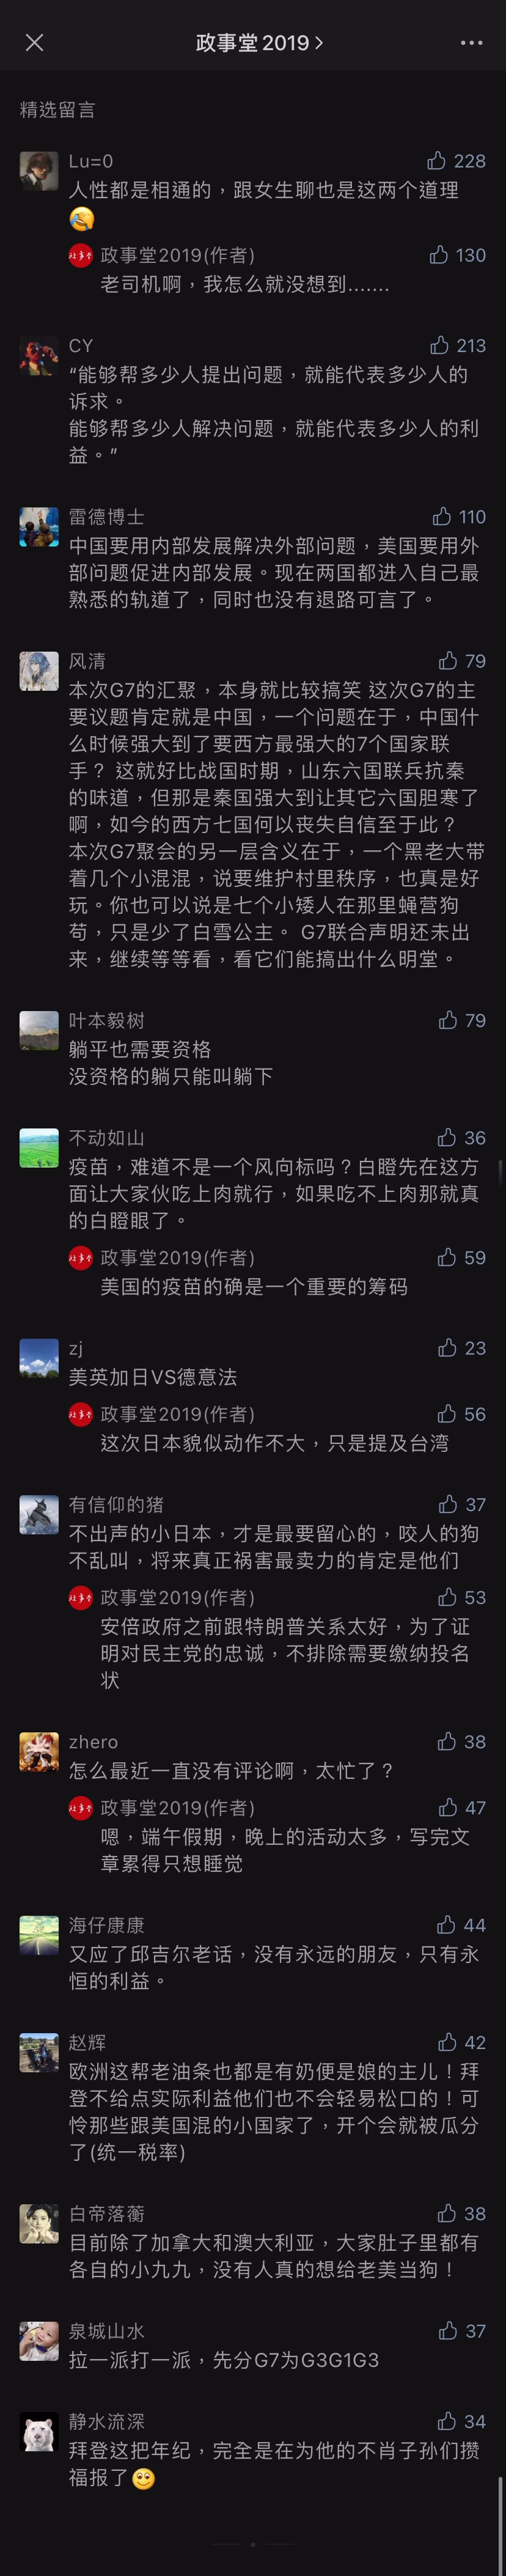 政事堂2019
精选留言
Lu=0
228
人性都是相通的，跟女生聊也是这两个道理
🤣
政事堂2019(作者)
130
老司机啊，我怎么就没想到.......
CY
213
“能够帮多少人提出问题，就能代表多少人的
诉求。
能够帮多少人解决问题，就能代表多少人的利
益。”
雷德博士
110
中国要用内部发展解决外部问题，美国要用外
部问题促进内部发展。现在两国都进入自己最
熟悉的轨道了，同时也没有退路可言了。
风清
79
本次G7的汇聚，本身就比较搞笑 这次G7的主
要议题肯定就是中国，一个问题在于，中国什
么时候强大到了要西方最强大的7个国家联
手？ 这就好比战国时期，山东六国联兵抗秦
的味道，但那是秦国强大到让其它六国胆寒了
啊，如今的西方七国何以丧失自信至于此？
本次G7聚会的另一层含义在于，一个黑老大带
着几个小混混，说要维护村里秩序，也真是好
玩。你也可以说是七个小矮人在那里蝇营狗
苟，只是少了白雪公主。 G7联合声明还未出
来，继续等等看，看它们能搞出什么明堂。
叶本毅树
79
躺平也需要资格
没资格的躺只能叫躺下
不动如山
36
疫苗，难道不是一个风向标吗？白瞪先在这方
面让大家伙吃上肉就行，如果吃不上肉那就真
的白瞪眼了。
政事堂2019(作者)
59
美国的疫苗的确是一个重要的筹码
zj
23
美英加日VS德意法
政事堂2019(作者)
56
这次日本貌似动作不大，只是提及台湾
有信仰的猪
37
不出声的小日本，才是最要留心的，咬人的狗
不乱叫，将来真正祸害最卖力的肯定是他们
政事堂2019(作者)
53
安倍政府之前跟特朗普关系太好，为了证
明对民主党的忠诚，不排除需要缴纳投名
状
zhero
38
怎么最近一直没有评论啊，太忙了？
政事堂2019(作者)
47
嗯，端午假期，晚上的活动太多，写完文
章累得只想睡觉
海仔康康
44
又应了邱吉尔老话，没有永远的朋友，只有永
恒的利益。
赵辉
42
欧洲这帮老油条也都是有奶便是娘的主儿！拜
登不给点实际利益他们也不会轻易松口的！可
怜那些跟美国混的小国家了，开个会就被瓜分
了(统一税率)
白帝落蘅
38
目前除了加拿大和澳大利亚，大家肚子里都有
各自的小九九，没有人真的想给老美当狗！
泉城山水
37
拉一派打一派，先分G7为G3G1G3
静水流深
34
拜登这把年纪，完全是在为他的不肖子孙们攒
福报了🙂